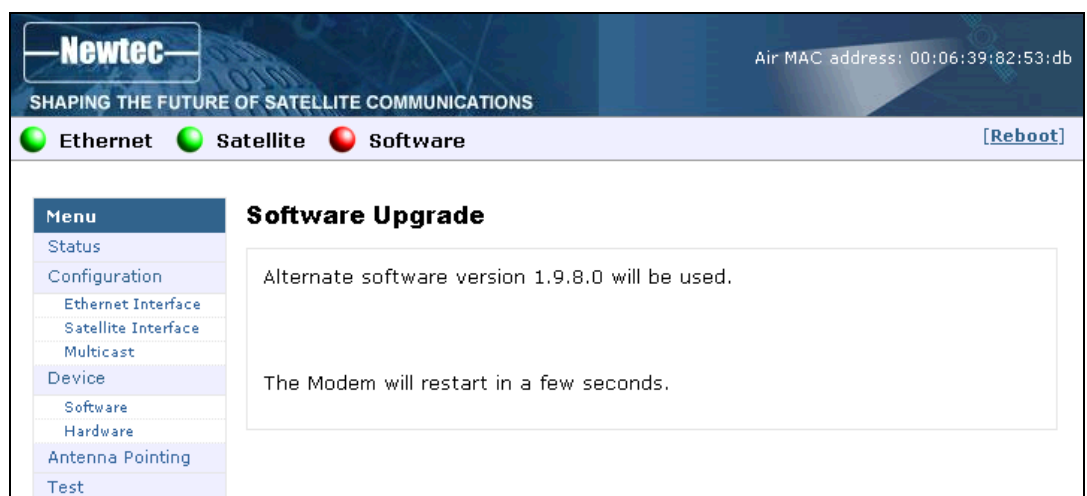 Newtec
Air MAC address: 00:06:39:82:53:db
SHAPING THE FUTURE OF SATELLITE COMMUNICATIONS
Ethernet Satellite Software [Reboot]
Menu
Status
Configuration
Ethernet Interface
Satellite Interface
Multicast
Device
Software
Hardware
Antenna Pointing
Test
Software Upgrade
Alternate software version 1.9.8.0 will be used.
The Modem will restart in a few seconds.